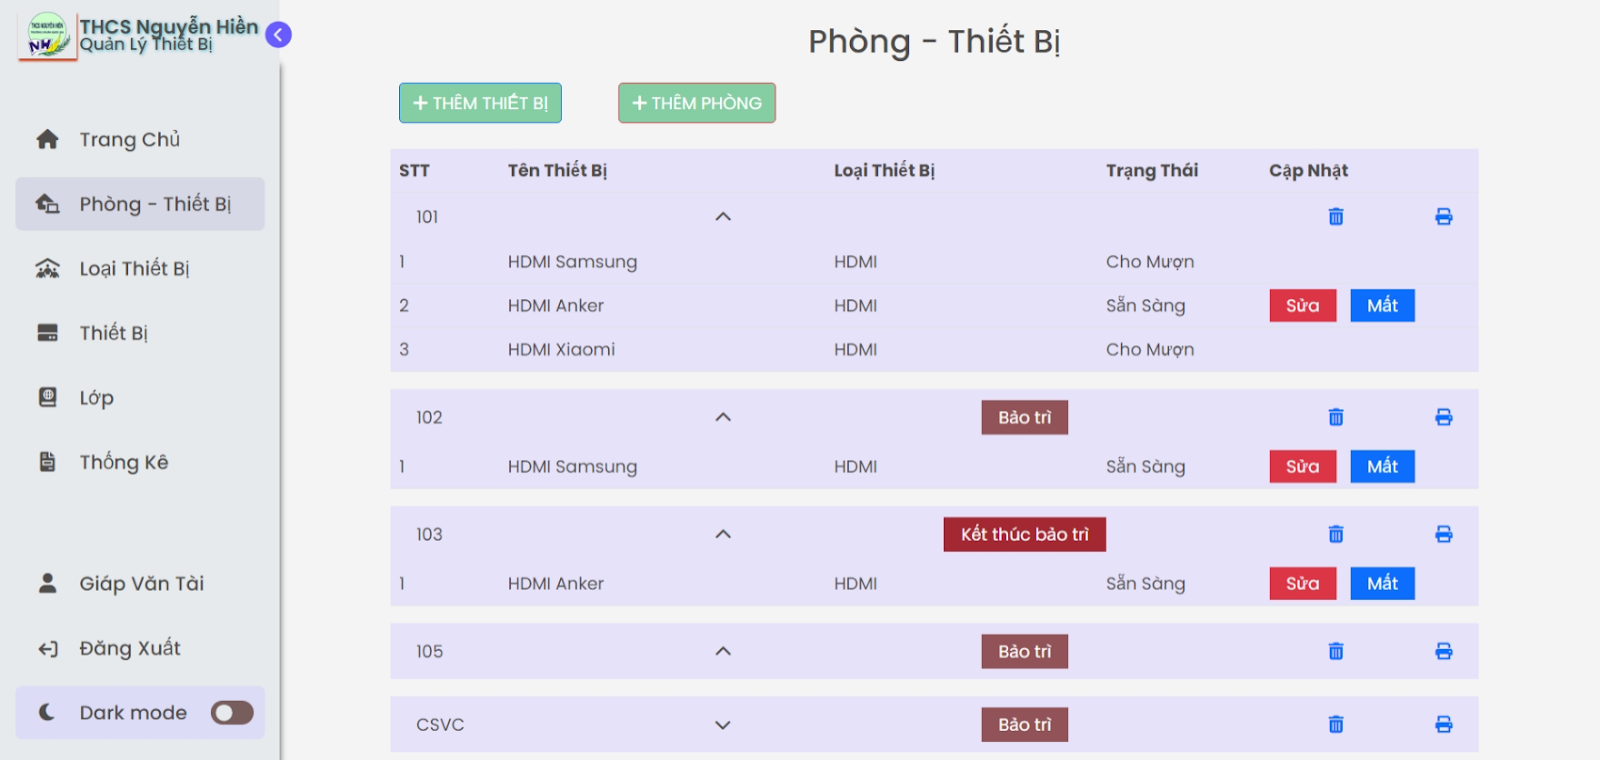 THCS Nguyễn Hiền
Quản Lý Thiết Bị
Trang Chủ
Phòng - Thiết Bị
Loại Thiết Bị
Thiết Bị
Lớp
Thống Kê
Giáp Văn Tài
Đăng Xuất
Dark mode
Phòng - Thiết Bị
+ THÊM THIẾT BỊ + THÊM PHÒNG
STT Tên Thiết Bị Loại Thiết Bị Trạng Thái Cập Nhật
101
1 HDMI Samsung HDMI Cho Mượn
2 HDMI Anker HDMI Sẵn Sàng Sửa Mất
3 HDMI Xiaomi HDMI Cho Mượn
102 Bảo trì
1 HDMI Samsung HDMI Sẵn Sàng Sửa Mất
103 Kết thúc bảo trì
1 HDMI Anker HDMI Sẵn Sàng Sửa Mất
105 Bảo trì
CSVC Bảo trì